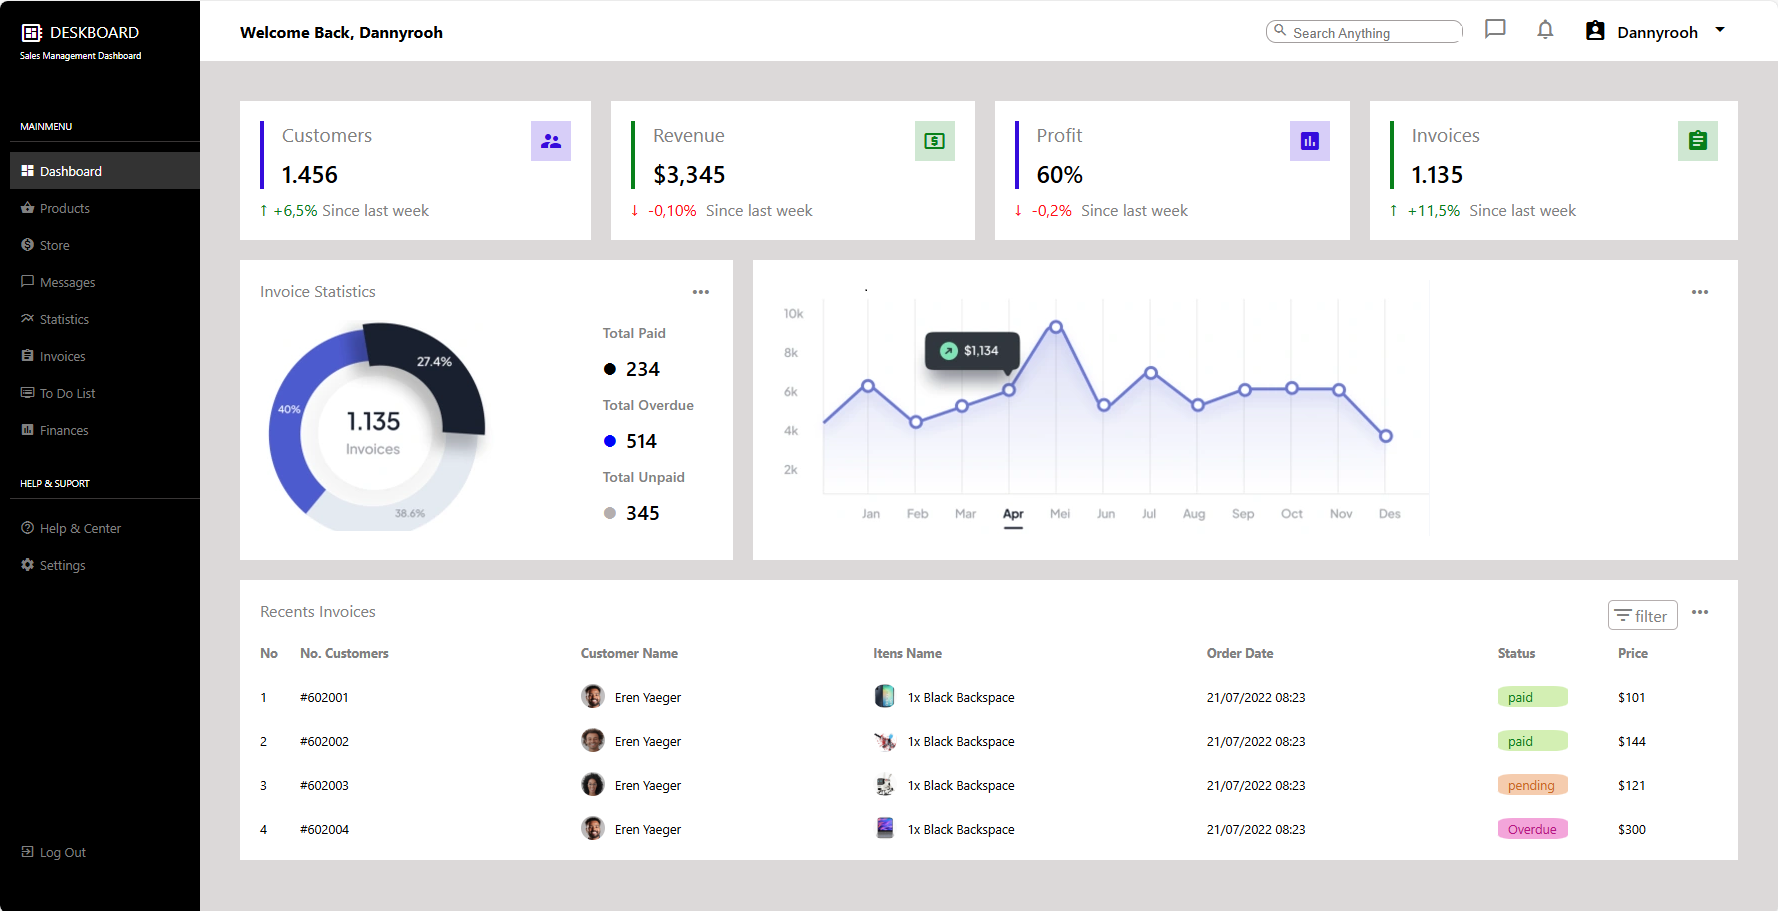 DESKBOARD
Sales Management Dashboard
MAINMENU
Dashboard
Products
Store
Messages
Statistics
Invoices
To Do List
Finances
HELP & SUPORT
Help & Center
Settings
Log Out
Welcome Back, Dannyrooh
Search Anything
Dannyrooh
Customers
1.456
↑ +6,5% Since last week
Revenue
$3,345
↓ -0,10% Since last week
Profit
60%
↓ -0,2% Since last week
Invoices
1.135
↑ +11,5% Since last week
Invoice Statistics
27.4%
40%
1.135
Invoices
38.6%
Total Paid
234
Total Overdue
514
Total Unpaid
345
.
10k
8k
6k
4k
2k
$1,134
Jan Feb Mar Apr Mei Jun Jul Aug Sep Oct Nov Des
Recents Invoices
filter
No No. Customers Customer Name Itens Name Order Date Status Price
1 #602001 Eren Yaeger 1x Black Backspace 21/07/2022 08:23 paid $101
2 #602002 Eren Yaeger 1x Black Backspace 21/07/2022 08:23 paid $144
3 #602003 Eren Yaeger 1x Black Backspace 21/07/2022 08:23 pending $121
4 #602004 Eren Yaeger 1x Black Backspace 21/07/2022 08:23 Overdue $300